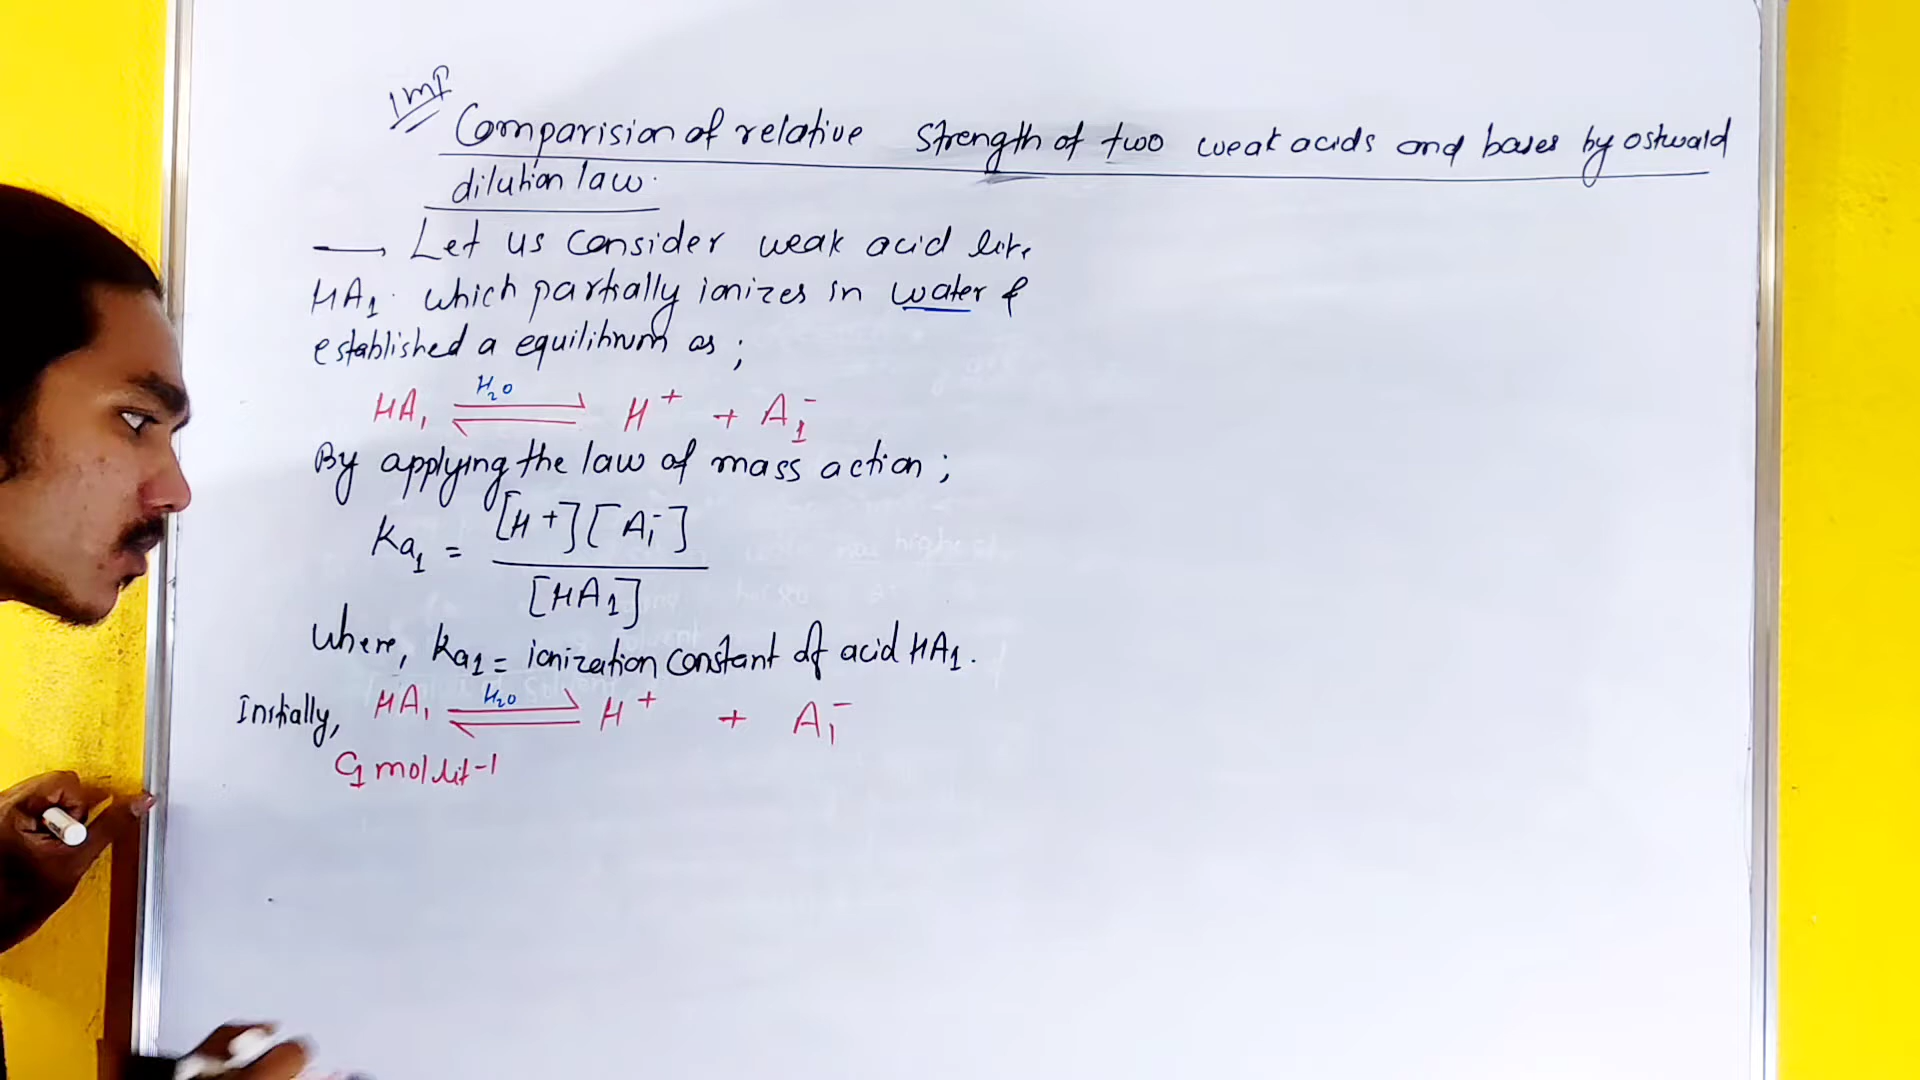 Imp
Comparision of relative strength of two weak acids and bases by ostwald
dilution law.
→ Let us consider weak acid like
HA₁. which partially ionizes in water &
established a equilibrium as ;
HA₁ ⇌ H⁺ + A₁⁻
H₂O
By applying the law of mass action ;
Ka₁ = [H⁺][A₁⁻] / [HA₁]
where, Ka₁ = ionization constant of acid HA₁.
Initially, HA₁ ⇌ H⁺ + A₁⁻
H₂O
C₁ mol lit-1